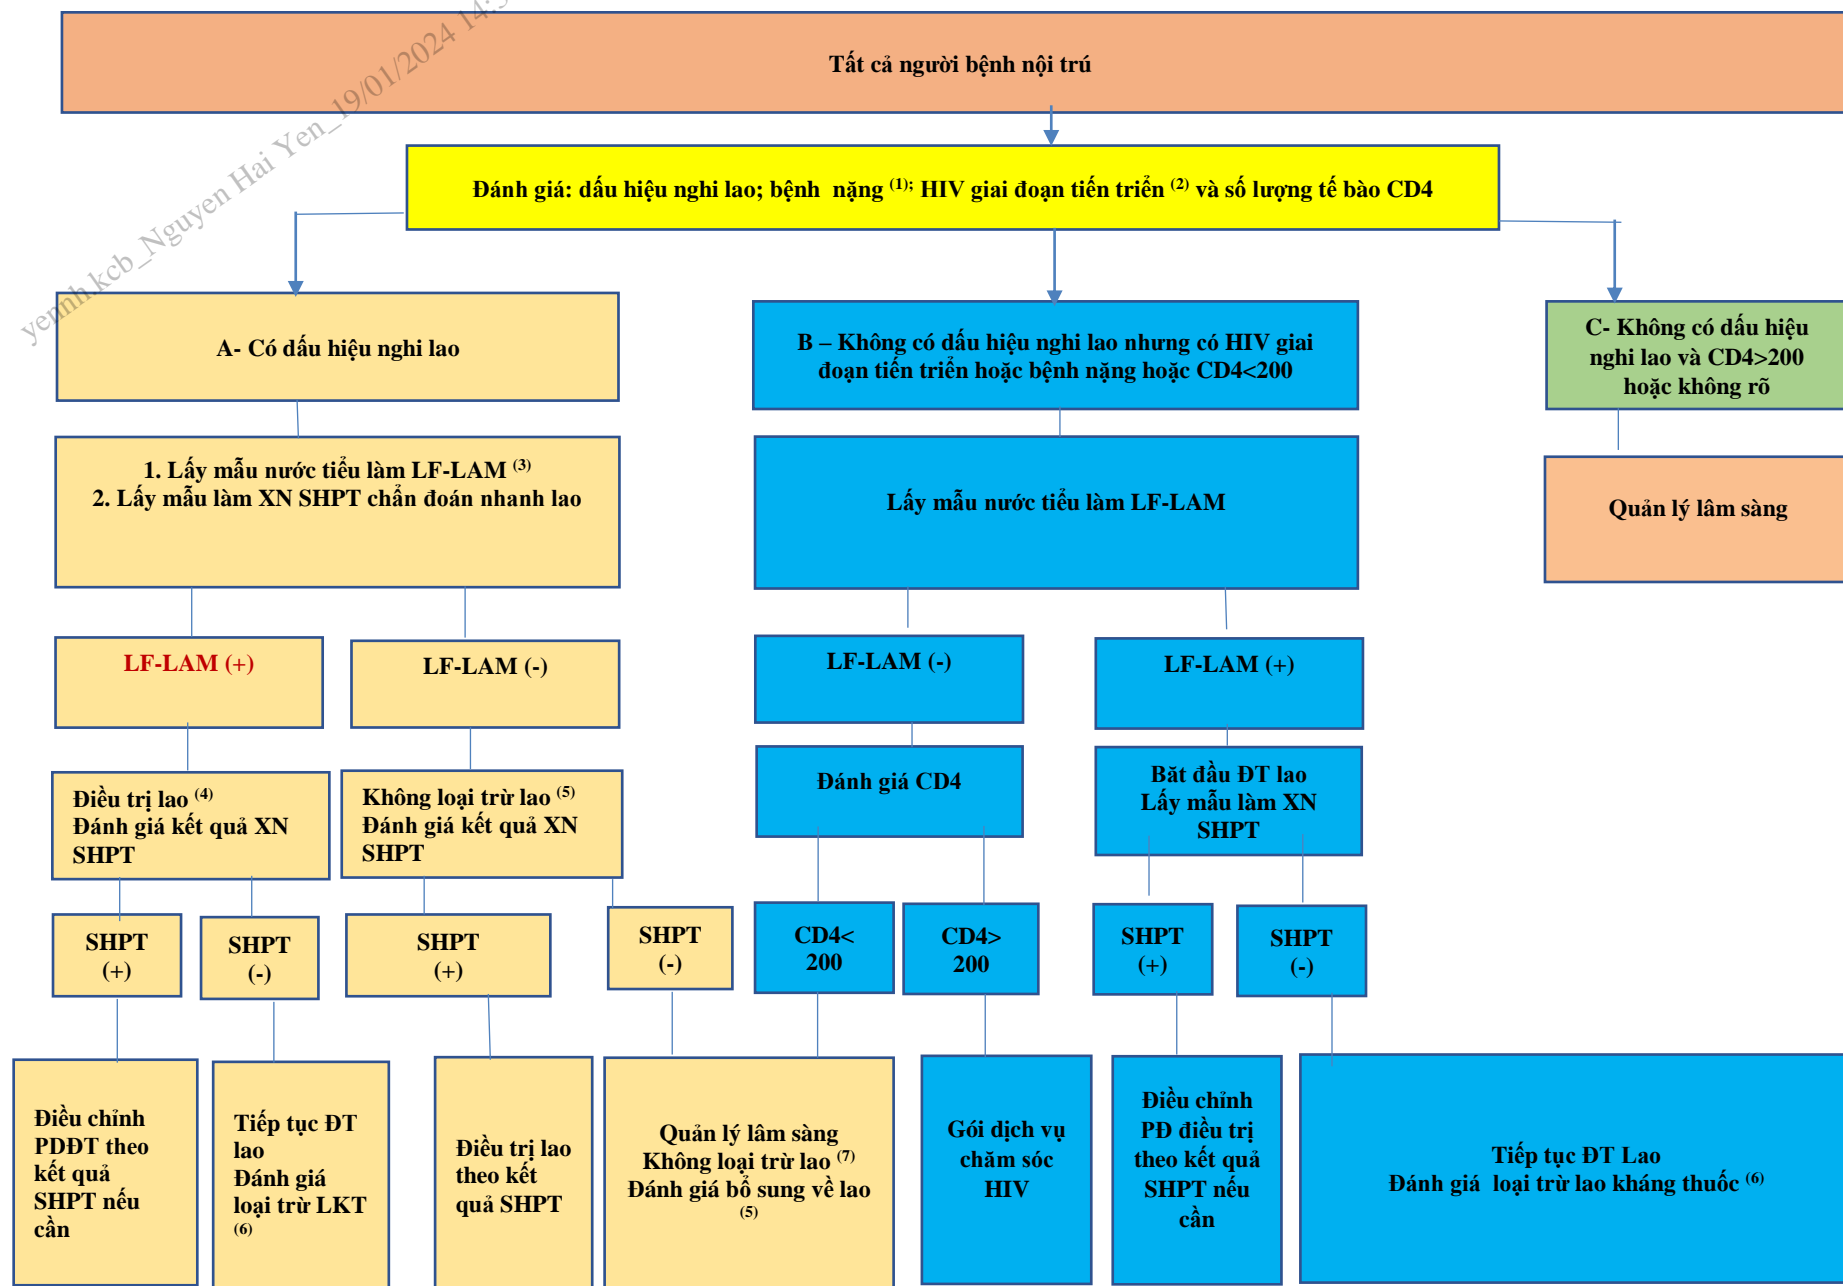 yennh.kcb_Nguyen Hai Yen_19/01/2024 14:
Tất cả người bệnh nội trú
Đánh giá: dấu hiệu nghi lao; bệnh nặng (1); HIV giai đoạn tiến triển (2) và số lượng tế bào CD4
A- Có dấu hiệu nghi lao
B – Không có dấu hiệu nghi lao nhưng có HIV giai
đoạn tiến triển hoặc bệnh nặng hoặc CD4<200
C- Không có dấu hiệu
nghi lao và CD4>200
hoặc không rõ
1. Lấy mẫu nước tiểu làm LF-LAM (3)
2. Lấy mẫu làm XN SHPT chẩn đoán nhanh lao
Lấy mẫu nước tiểu làm LF-LAM
Quản lý lâm sàng
LF-LAM (+)
LF-LAM (-)
LF-LAM (-)
LF-LAM (+)
Điều trị lao (4)
Đánh giá kết quả XN
SHPT
Không loại trừ lao (5)
Đánh giá kết quả XN
SHPT
Đánh giá CD4
Băt đầu ĐT lao
Lấy mẫu làm XN
SHPT
SHPT
(+)
SHPT
(-)
SHPT
(+)
SHPT
(-)
CD4<
200
CD4>
200
SHPT
(+)
SHPT
(-)
Điều chỉnh
PDĐT theo
kết quả
SHPT nếu
cần
Tiếp tục ĐT
lao
Đánh giá
loại trừ LKT
(6)
Điều trị lao
theo kết
quả SHPT
Quản lý lâm sàng
Không loại trừ lao (7)
Đánh giá bổ sung về lao
(5)
Gói dịch vụ
chăm sóc
HIV
Điều chỉnh
PĐ điều trị
theo kết quả
SHPT nếu
cần
Tiếp tục ĐT Lao
Đánh giá loại trừ lao kháng thuốc (6)